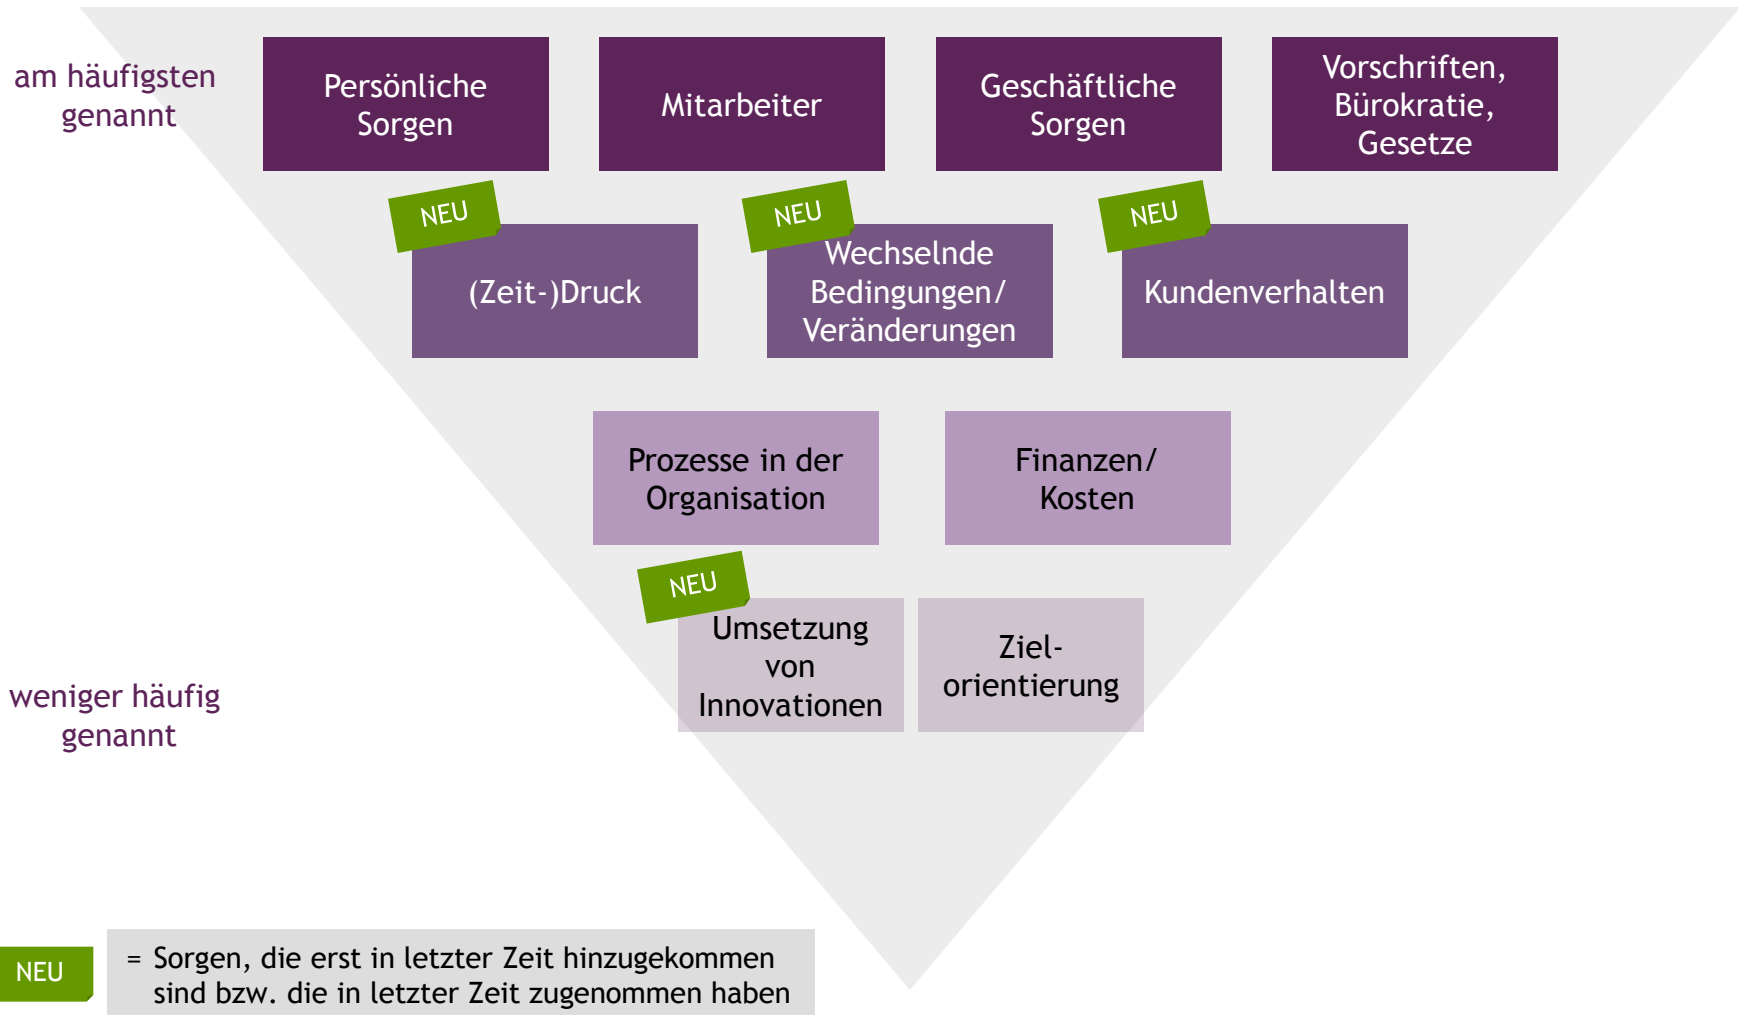 am häufigsten
genannt
Persönliche
Sorgen
Mitarbeiter
Geschäftliche
Sorgen
Vorschriften,
Bürokratie,
Gesetze
NEU
(Zeit-)Druck
NEU
Wechselnde
Bedingungen/
Veränderungen
NEU
Kundenverhalten
Prozesse in der
Organisation
Finanzen/
Kosten
weniger häufig
genannt
NEU
Umsetzung
von
Innovationen
Ziel-
orientierung
NEU
= Sorgen, die erst in letzter Zeit hinzugekommen
sind bzw. die in letzter Zeit zugenommen haben